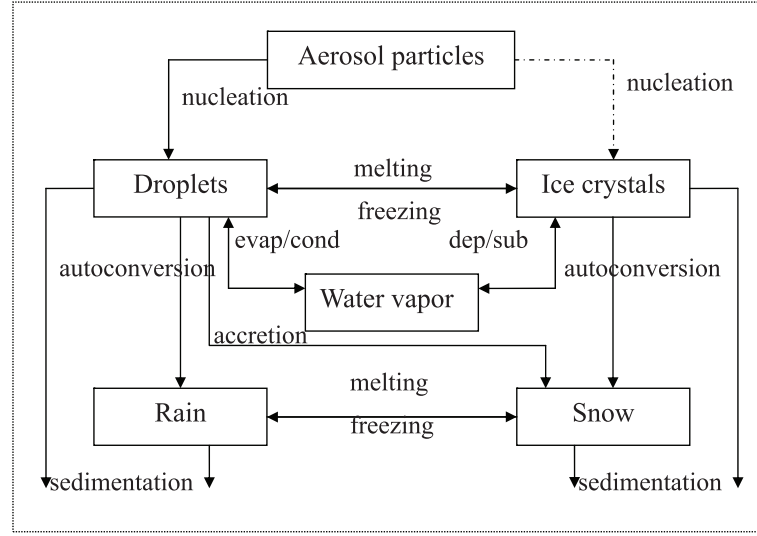 Aerosol particles
nucleation
nucleation
Droplets
melting
freezing
Ice crystals
evap/cond
dep/sub
autoconversion
autoconversion
Water vapor
accretion
melting
freezing
Rain
Snow
sedimentation
sedimentation